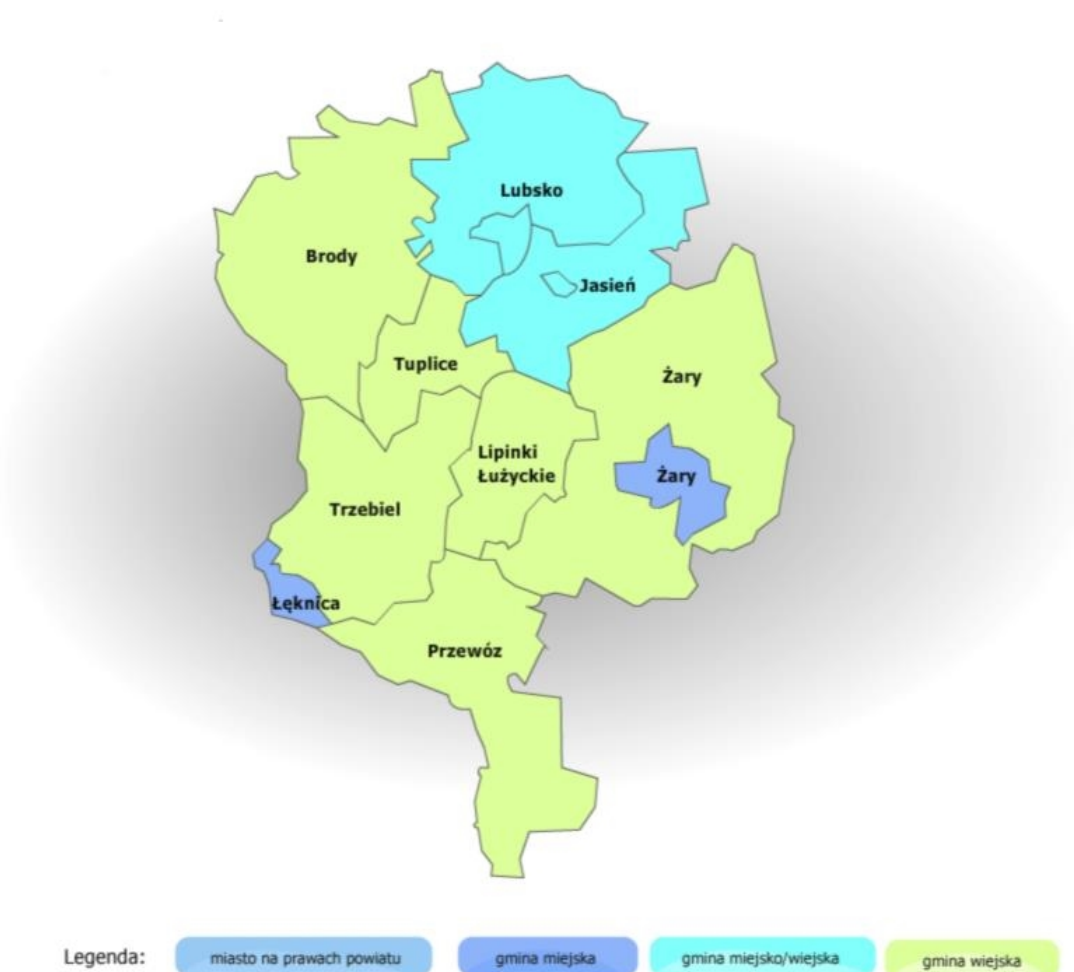 Lubsko
Brody
Jasień
Tuplice
Żary
Lipinki
Łużyckie
Żary
Trzebiel
Łęknica
Przewóz
Legenda:
miasto na prawach powiatu
gmina miejska
gmina miejsko/wiejska
gmina wiejska